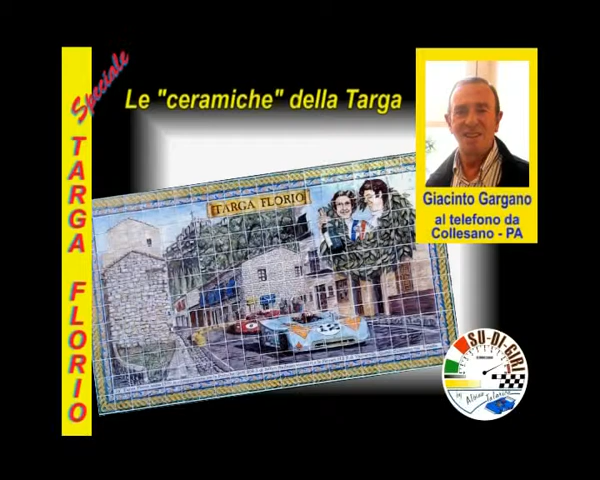 Speciale
TARGA FLORIO
Le "ceramiche" della Targa
TARGA FLORIO
Giacinto Gargano
al telefono da
Collesano - PA
SU-DI-GIRI